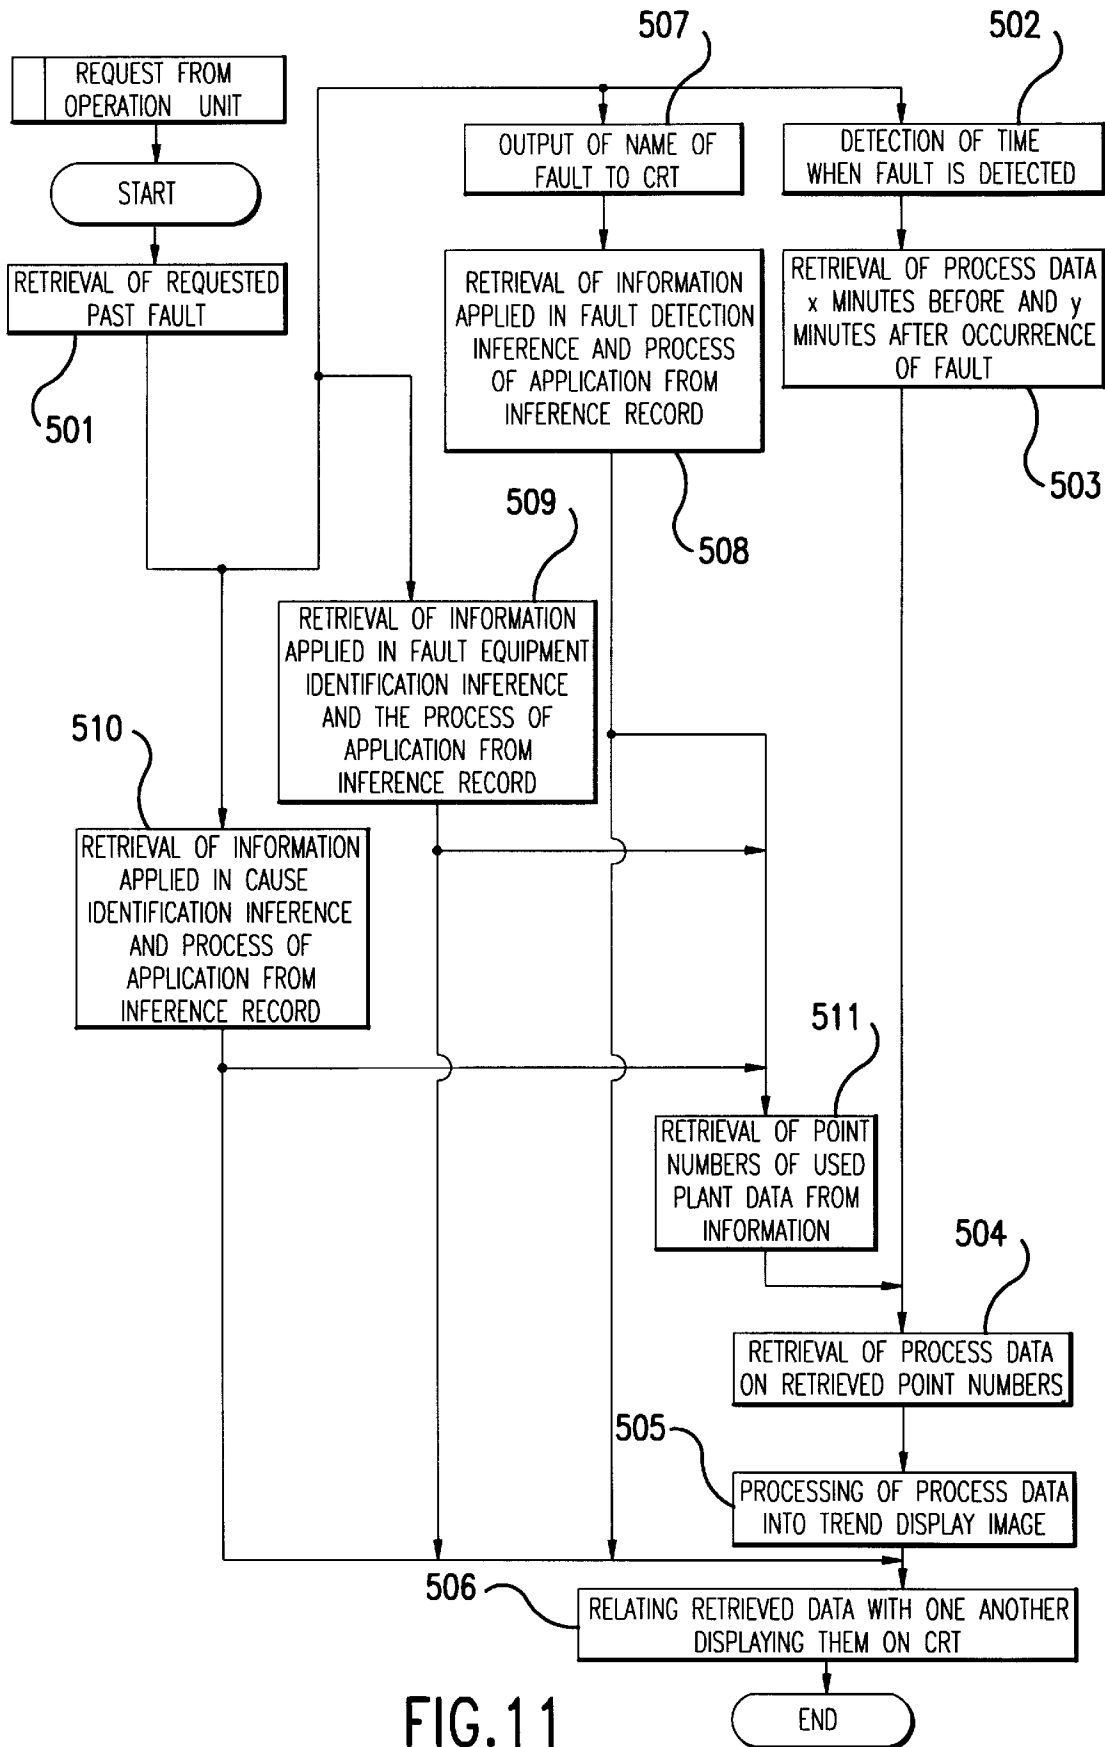 507
502
REQUEST FROM
OPERATION UNIT
OUTPUT OF NAME OF
FAULT TO CRT
DETECTION OF TIME
WHEN FAULT IS DETECTED
START
RETRIEVAL OF REQUESTED
PAST FAULT
501
RETRIEVAL OF INFORMATION
APPLIED IN FAULT DETECTION
INFERENCE AND PROCESS
OF APPLICATION FROM
INFERENCE RECORD
508
RETRIEVAL OF PROCESS DATA
x MINUTES BEFORE AND y
MINUTES AFTER OCCURRENCE
OF FAULT
503
509
RETRIEVAL OF INFORMATION
APPLIED IN FAULT EQUIPMENT
IDENTIFICATION INFERENCE
AND THE PROCESS OF
APPLICATION FROM
INFERENCE RECORD
510
RETRIEVAL OF INFORMATION
APPLIED IN CAUSE
IDENTIFICATION INFERENCE
AND PROCESS OF
APPLICATION FROM
INFERENCE RECORD
511
RETRIEVAL OF POINT
NUMBERS OF USED
PLANT DATA FROM
INFORMATION
504
RETRIEVAL OF PROCESS DATA
ON RETRIEVED POINT NUMBERS
505
PROCESSING OF PROCESS DATA
INTO TREND DISPLAY IMAGE
506
RELATING RETRIEVED DATA WITH ONE ANOTHER
DISPLAYING THEM ON CRT
END
FIG.11